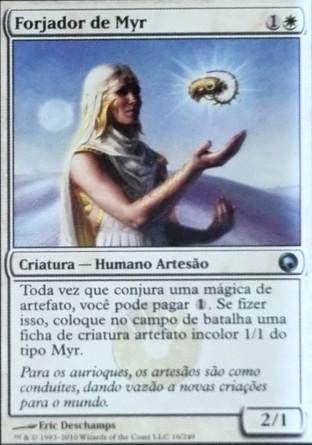 Forjador de Myr 1
Criatura — Humano Artesão
Toda vez que conjura uma mágica de
artefato, você pode pagar 1. Se fizer
isso, coloque no campo de batalha uma
ficha de criatura artefato incolor 1/1 do
tipo Myr.
Para os aurioques, os artesãos são como
conduítes, dando vazão a novas criações
para o mundo.
Eric Deschamps
™ & © 1993-2010 Wizards of the Coast LLC 16/249
2/1